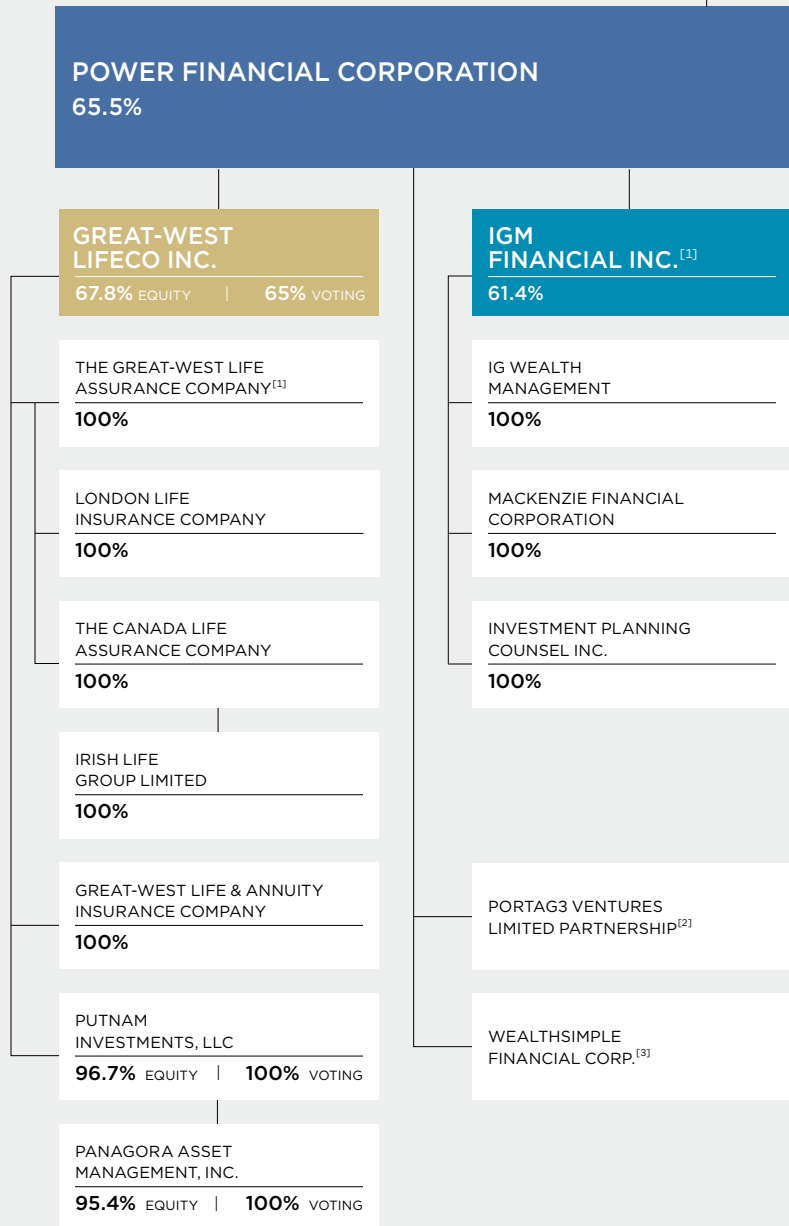 POWER FINANCIAL CORPORATION
65.5%
GREAT-WEST
LIFECO INC.
67.8% EQUITY | 65% VOTING
THE GREAT-WEST LIFE
ASSURANCE COMPANY[1]
100%
LONDON LIFE
INSURANCE COMPANY
100%
THE CANADA LIFE
ASSURANCE COMPANY
100%
IRISH LIFE
GROUP LIMITED
100%
GREAT-WEST LIFE & ANNUITY
INSURANCE COMPANY
100%
PUTNAM
INVESTMENTS, LLC
96.7% EQUITY | 100% VOTING
PANAGORA ASSET
MANAGEMENT, INC.
95.4% EQUITY | 100% VOTING
IGM
FINANCIAL INC.[1]
61.4%
IG WEALTH
MANAGEMENT
100%
MACKENZIE FINANCIAL
CORPORATION
100%
INVESTMENT PLANNING
COUNSEL INC.
100%
PORTAG3 VENTURES
LIMITED PARTNERSHIP[2]
WEALTHSIMPLE
FINANCIAL CORP.[3]